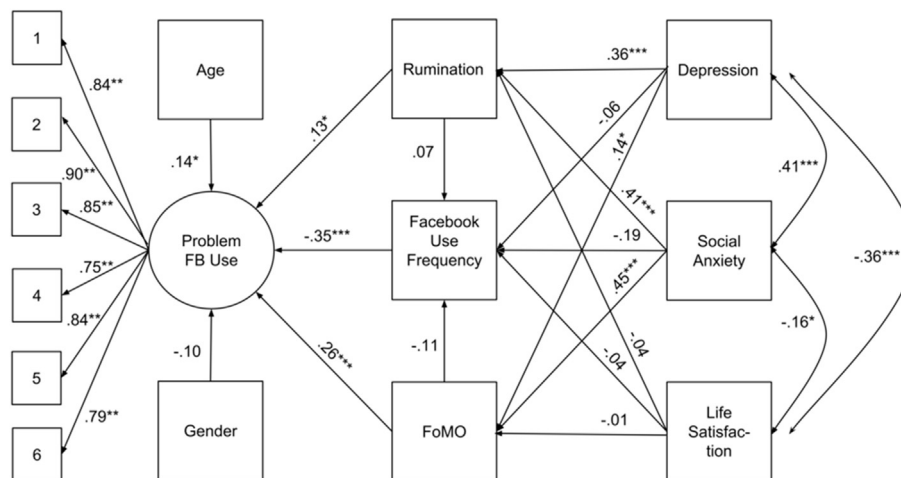 1
2
3
4
5
6
.84**
.90**
.85**
.75**
.84**
.79**
Age
.14*
Problem
FB Use
-.10
Gender
Rumination
.13*
.07
-.35***
Facebook
Use
Frequency
-.11
.26***
FoMO
.36***
-.06
.14*
.41***
-.19
.45***
-.04
-.04
-.01
Depression
.41***
Social
Anxiety
-.36***
-.16*
Life
Satisfac-
tion